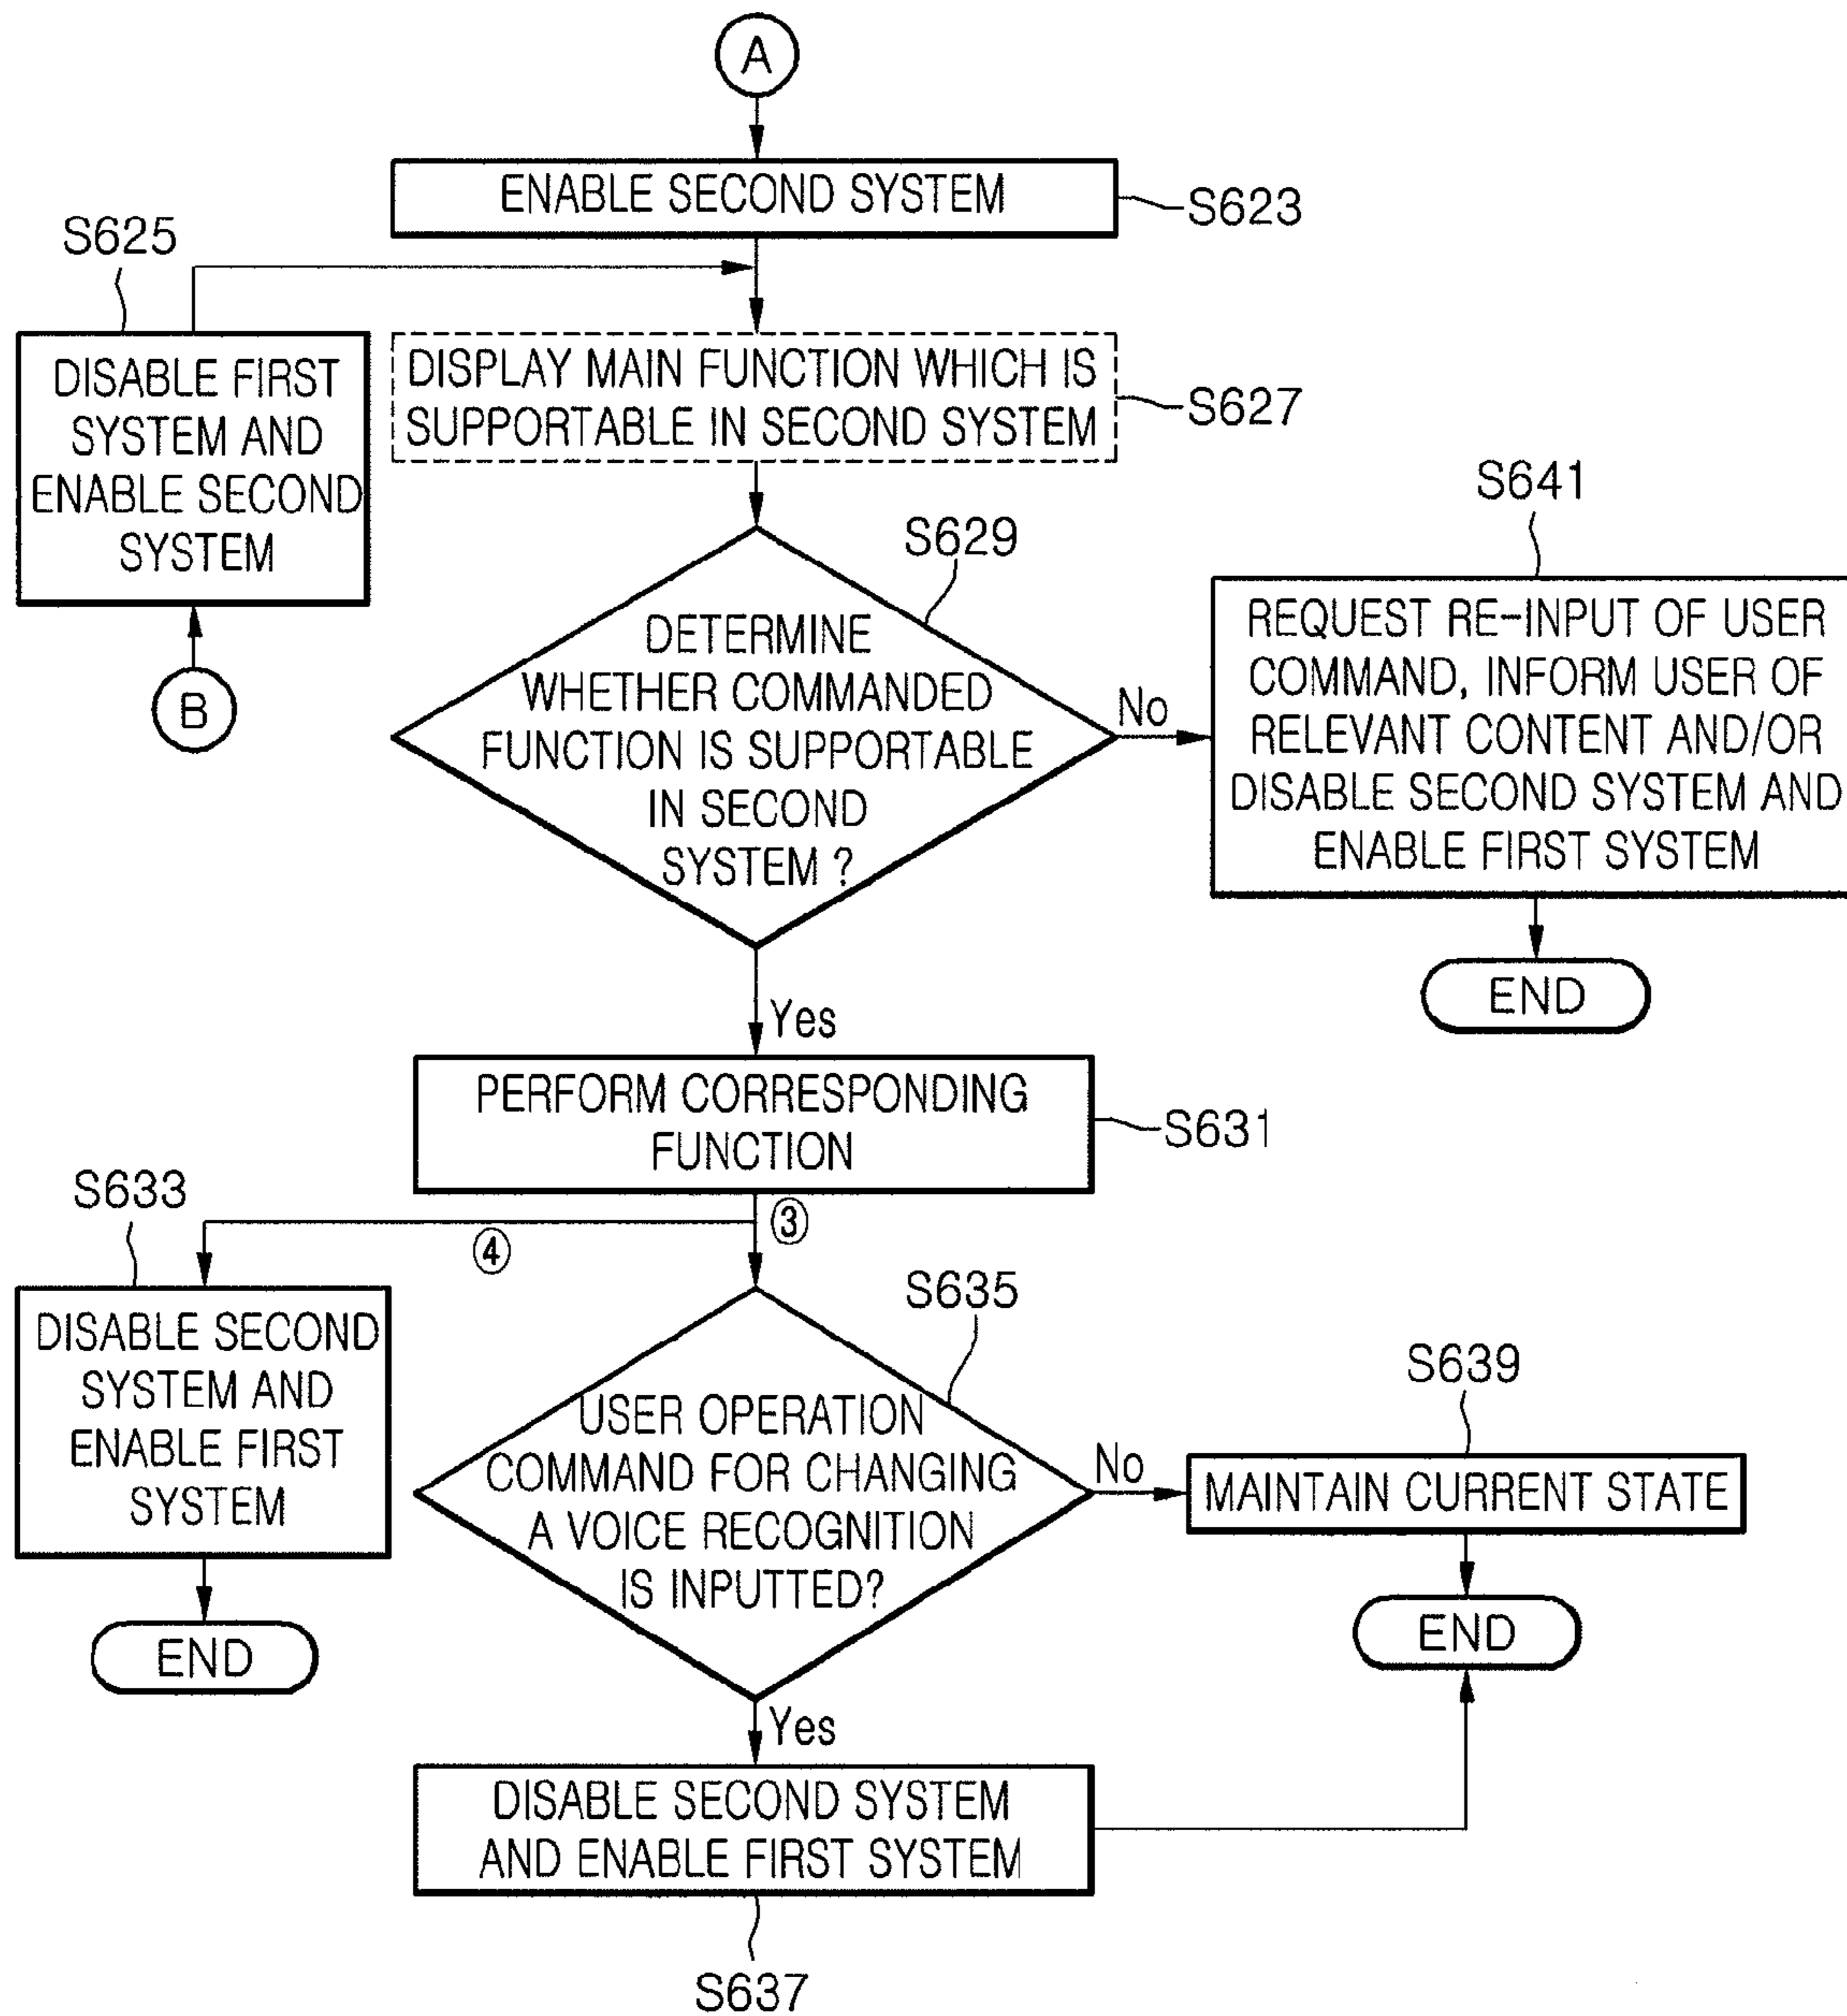 A
ENABLE SECOND SYSTEM
S623
S625
DISABLE FIRST
SYSTEM AND
ENABLE SECOND
SYSTEM
B
DISPLAY MAIN FUNCTION WHICH IS
SUPPORTABLE IN SECOND SYSTEM
S627
S629
DETERMINE
WHETHER COMMANDED
FUNCTION IS SUPPORTABLE
IN SECOND
SYSTEM ?
No
S641
REQUEST RE-INPUT OF USER
COMMAND, INFORM USER OF
RELEVANT CONTENT AND/OR
DISABLE SECOND SYSTEM AND
ENABLE FIRST SYSTEM
END
Yes
PERFORM CORRESPONDING
FUNCTION
S631
③
④
S633
DISABLE SECOND
SYSTEM AND
ENABLE FIRST
SYSTEM
END
S635
USER OPERATION
COMMAND FOR CHANGING
A VOICE RECOGNITION
IS INPUTTED?
No
S639
MAINTAIN CURRENT STATE
END
Yes
DISABLE SECOND SYSTEM
AND ENABLE FIRST SYSTEM
S637